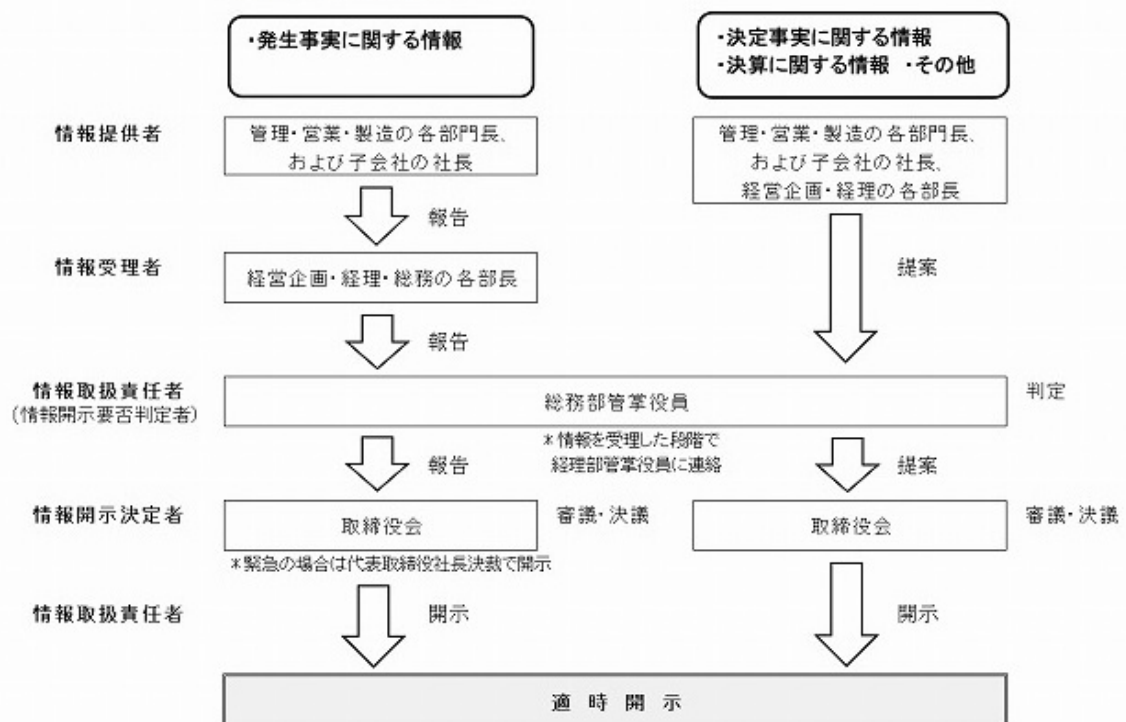 ・発生事実に関する情報
・決定事実に関する情報
・決算に関する情報 ・その他
情報提供者
管理・営業・製造の各部門長、
および子会社の社長
管理・営業・製造の各部門長、
および子会社の社長、
経営企画・経理の各部長
報告
情報受理者
経営企画・経理・総務の各部長
提案
報告
情報取扱責任者
(情報開示要否判定者)
総務部管掌役員
判定
*情報を受理した段階で
経理部管掌役員に連絡
報告
提案
情報開示決定者
取締役会
審議・決議
取締役会
審議・決議
*緊急の場合は代表取締役社長決裁で開示
情報取扱責任者
開示
開示
適時開示